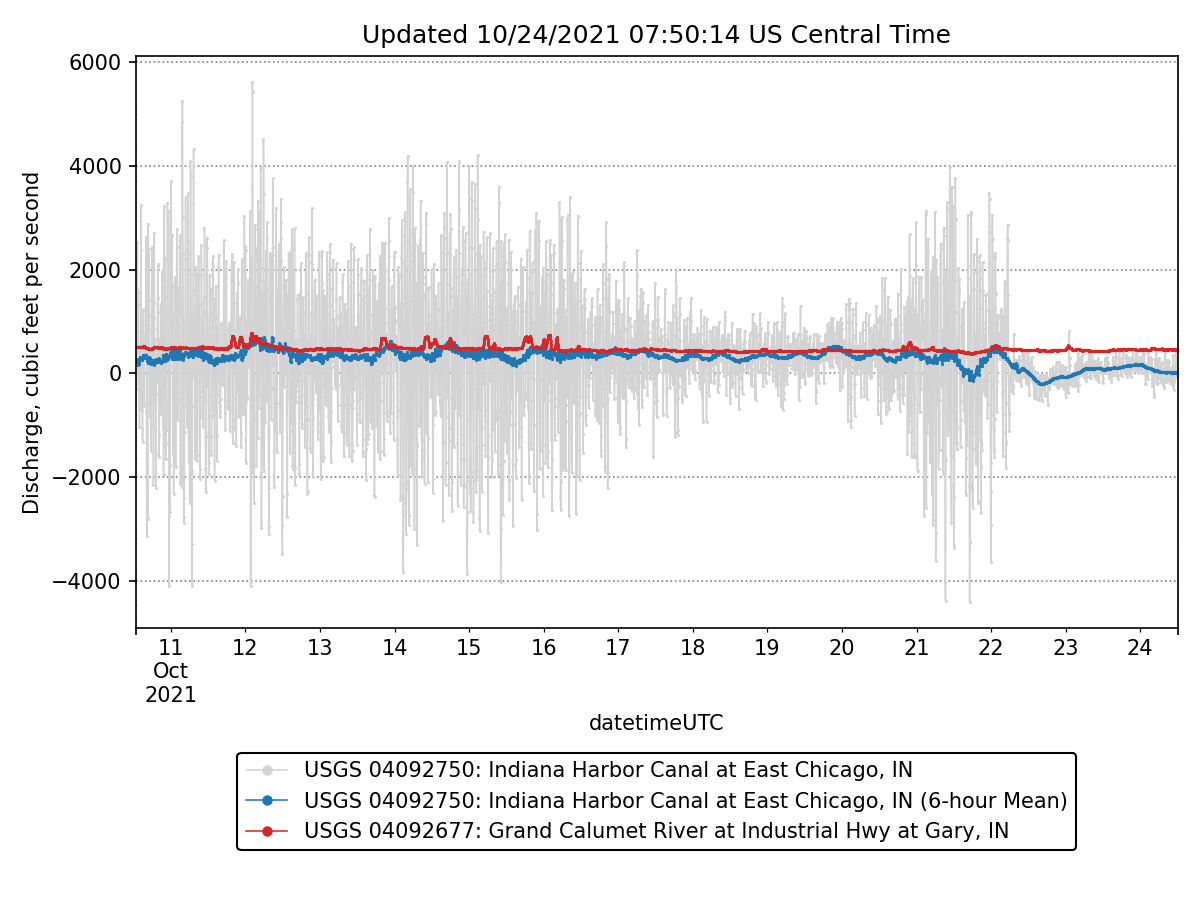 Updated 10/24/2021 07:50:14 US Central Time
Discharge, cubic feet per second
6000
4000
2000
0
−2000
−4000
11 12 13 14 15 16 17 18 19 20 21 22 23 24
Oct
2021
datetimeUTC
USGS 04092750: Indiana Harbor Canal at East Chicago, IN
USGS 04092750: Indiana Harbor Canal at East Chicago, IN (6-hour Mean)
USGS 04092677: Grand Calumet River at Industrial Hwy at Gary, IN